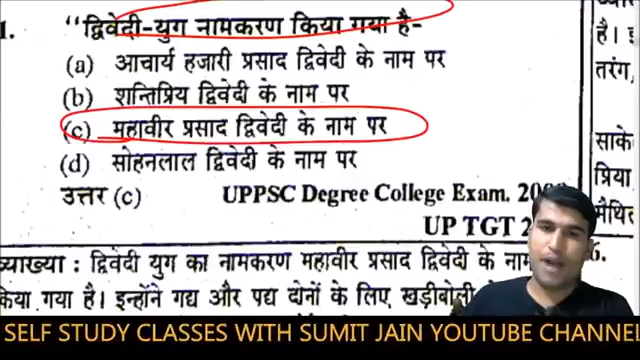 1. "द्विवेदी-युग नामकरण किया गया है-
(a) आचार्य हजारी प्रसाद द्विवेदी के नाम पर
(b) शन्तिप्रिय द्विवेदी के नाम पर
(c) महावीर प्रसाद द्विवेदी के नाम पर
(d) सोहनलाल द्विवेदी के नाम पर
उत्तर (c) UPPSC Degree College Exam.
UP TGT
व्याख्या : द्विवेदी युग का नामकरण महावीर प्रसाद द्विवेदी के
किया गया है। इन्होंने गद्य और पद्य दोनों के लिए खड़ीबोली
है।
तरंग,
साके
प्रिया
मैथि
6.
SELF STUDY CLASSES WITH SUMIT JAIN YOUTUBE CHANNEL